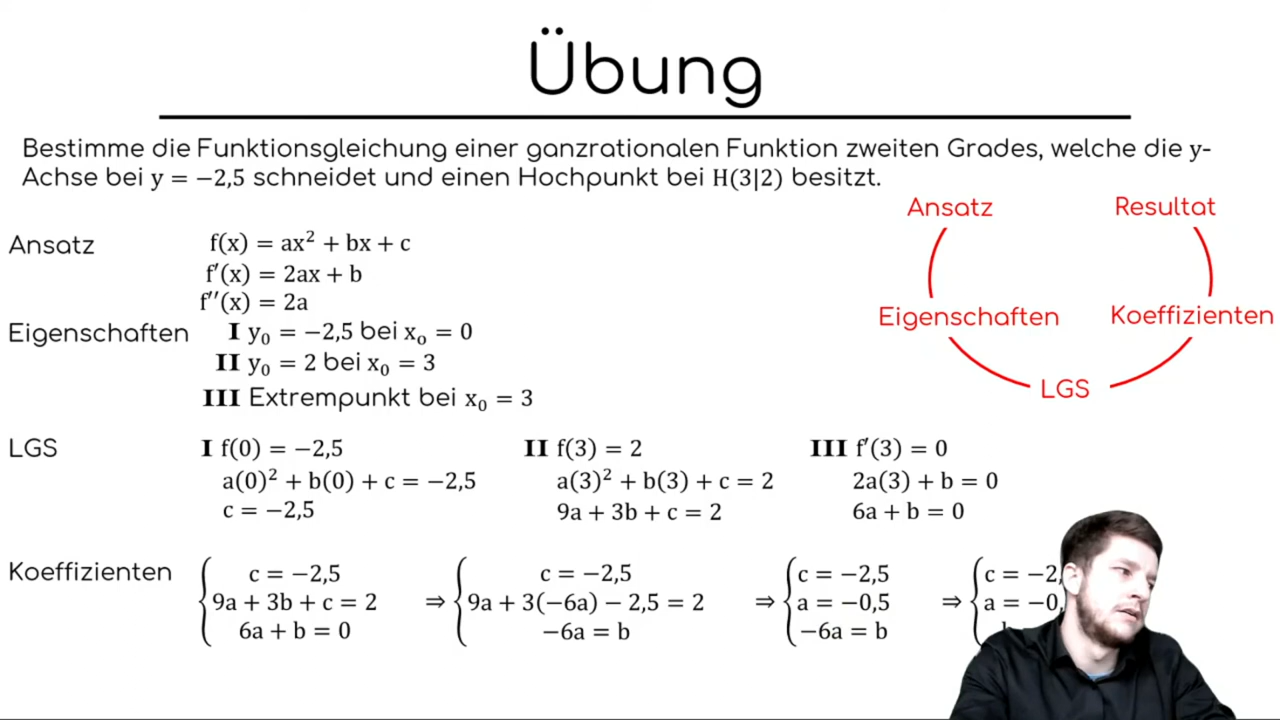 Übung
Bestimme die Funktionsgleichung einer ganzrationalen Funktion zweiten Grades, welche die y-
Achse bei y = −2,5 schneidet und einen Hochpunkt bei H(3|2) besitzt.
Ansatz
f(x) = ax² + bx + c
f′(x) = 2ax + b
f′′(x) = 2a
Eigenschaften
I y₀ = −2,5 bei xₒ = 0
II y₀ = 2 bei x₀ = 3
III Extrempunkt bei x₀ = 3
Ansatz
Resultat
Eigenschaften
Koeffizienten
LGS
LGS
I f(0) = −2,5
a(0)² + b(0) + c = −2,5
c = −2,5
II f(3) = 2
a(3)² + b(3) + c = 2
9a + 3b + c = 2
III f′(3) = 0
2a(3) + b = 0
6a + b = 0
Koeffizienten
c = −2,5
9a + 3b + c = 2
6a + b = 0
⇒
c = −2,5
9a + 3(−6a) − 2,5 = 2
−6a = b
⇒
c = −2,5
a = −0,5
−6a = b
⇒
c = −2,
a = −0,